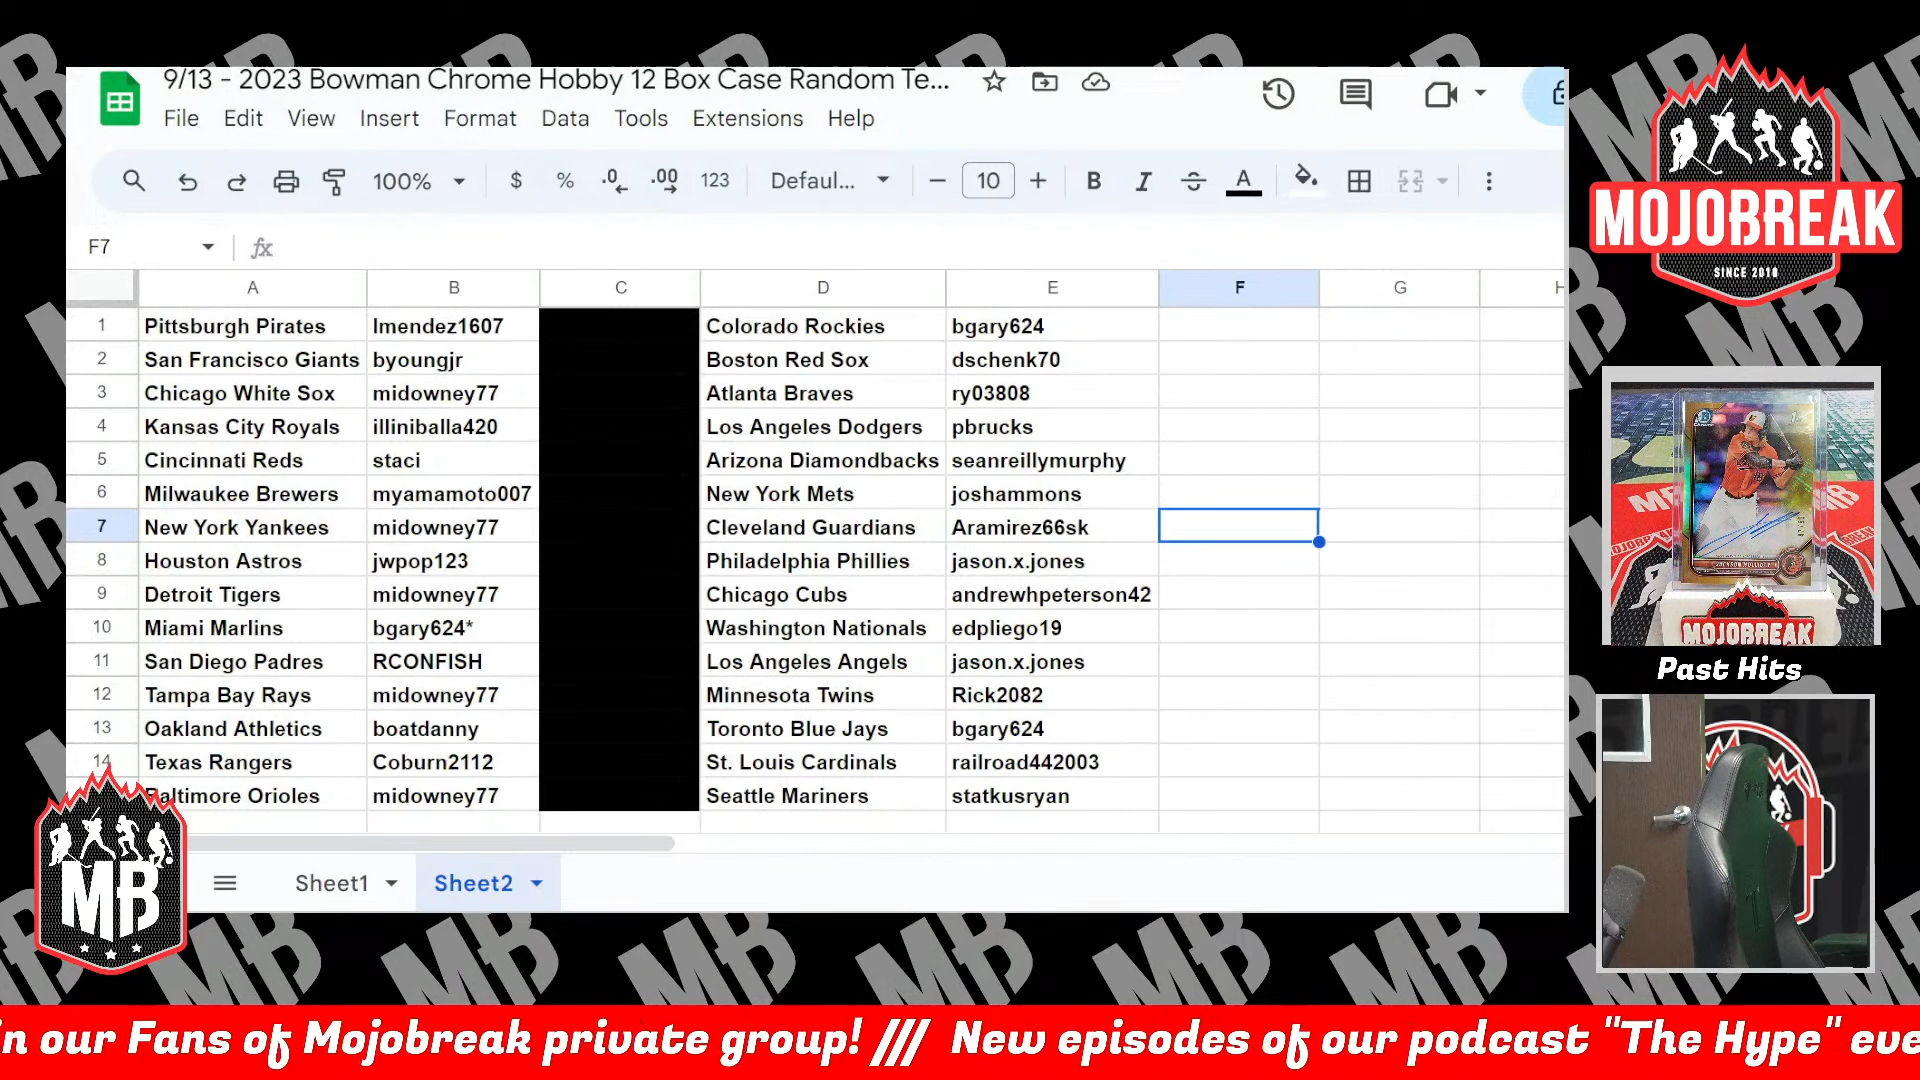 9/13 - 2023 Bowman Chrome Hobby 12 Box Case Random Te...
File Edit View Insert Format Data Tools Extensions Help
100% $ % .0 .00 123 Defaul... 10 B I S A
F7 fx
A B C D E F G H
1 Pittsburgh Pirates lmendez1607 Colorado Rockies bgary624
2 San Francisco Giants byoungjr Boston Red Sox dschenk70
3 Chicago White Sox midowney77 Atlanta Braves ry03808
4 Kansas City Royals illiniballa420 Los Angeles Dodgers pbrucks
5 Cincinnati Reds staci Arizona Diamondbacks seanreillymurphy
6 Milwaukee Brewers myamamoto007 New York Mets joshammons
7 New York Yankees midowney77 Cleveland Guardians Aramirez66sk
8 Houston Astros jwpop123 Philadelphia Phillies jason.x.jones
9 Detroit Tigers midowney77 Chicago Cubs andrewhpeterson42
10 Miami Marlins bgary624* Washington Nationals edpliego19
11 San Diego Padres RCONFISH Los Angeles Angels jason.x.jones
12 Tampa Bay Rays midowney77 Minnesota Twins Rick2082
13 Oakland Athletics boatdanny Toronto Blue Jays bgary624
14 Texas Rangers Coburn2112 St. Louis Cardinals railroad442003
Baltimore Orioles midowney77 Seattle Mariners statkusryan
Sheet1 Sheet2
MB
MOJOBREAK
SINCE 2010
JACKSON HOLLIDAY
MOJOBREAK
Past Hits
in our Fans of Mojobreak private group! /// New episodes of our podcast "The Hype" eve